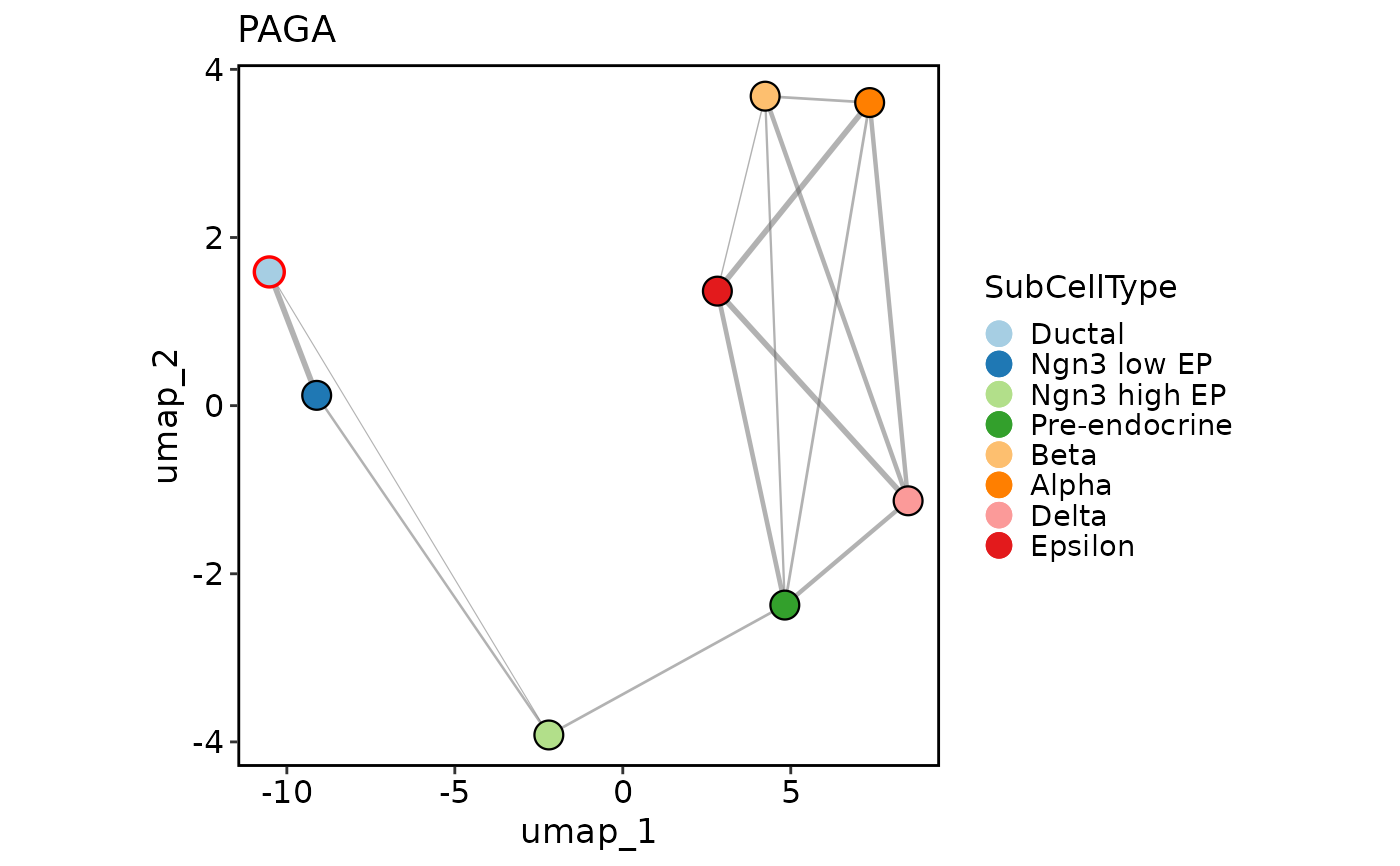 PAGA
4
2
0
-2
-4
umap_2
-10 -5 0 5
umap_1
SubCellType
Ductal
Ngn3 low EP
Ngn3 high EP
Pre-endocrine
Beta
Alpha
Delta
Epsilon